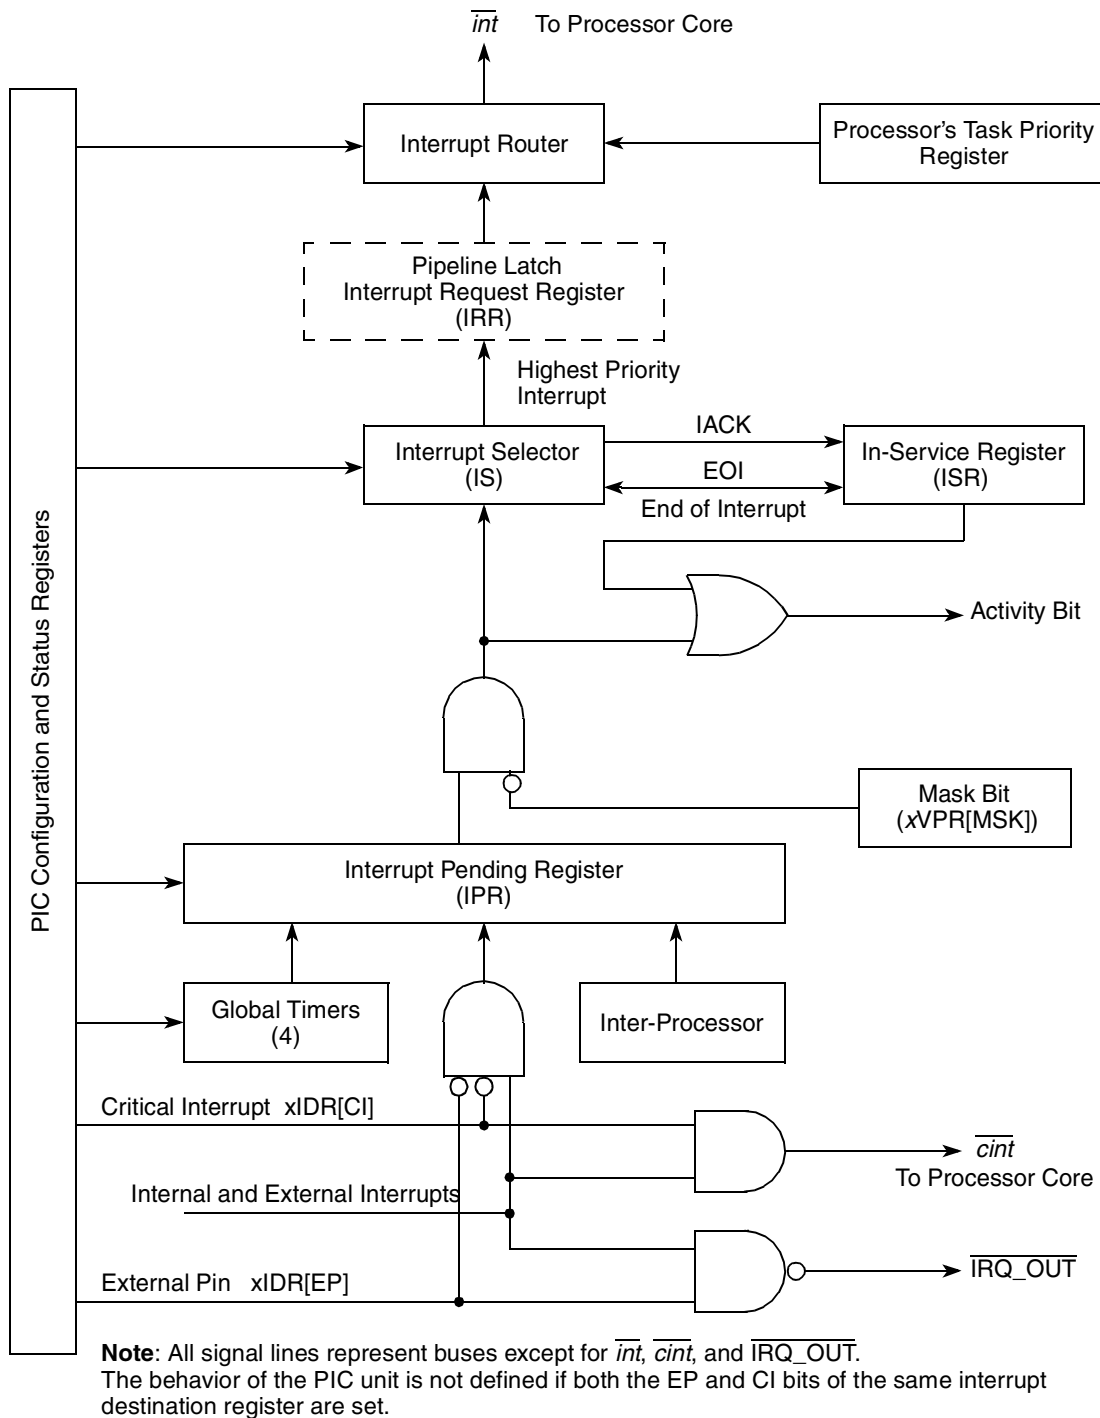 int To Processor Core
Interrupt Router
Processor's Task Priority
Register
Pipeline Latch
Interrupt Request Register
(IRR)
Highest Priority
Interrupt
Interrupt Selector
(IS)
IACK
EOI
End of Interrupt
In-Service Register
(ISR)
Activity Bit
PIC Configuration and Status Registers
Mask Bit
(xVPR[MSK])
Interrupt Pending Register
(IPR)
Global Timers
(4)
Inter-Processor
Critical Interrupt xIDR[CI]
cint
To Processor Core
Internal and External Interrupts
External Pin xIDR[EP]
IRQ_OUT
Note: All signal lines represent buses except for int, cint, and IRQ_OUT.
The behavior of the PIC unit is not defined if both the EP and CI bits of the same interrupt
destination register are set.